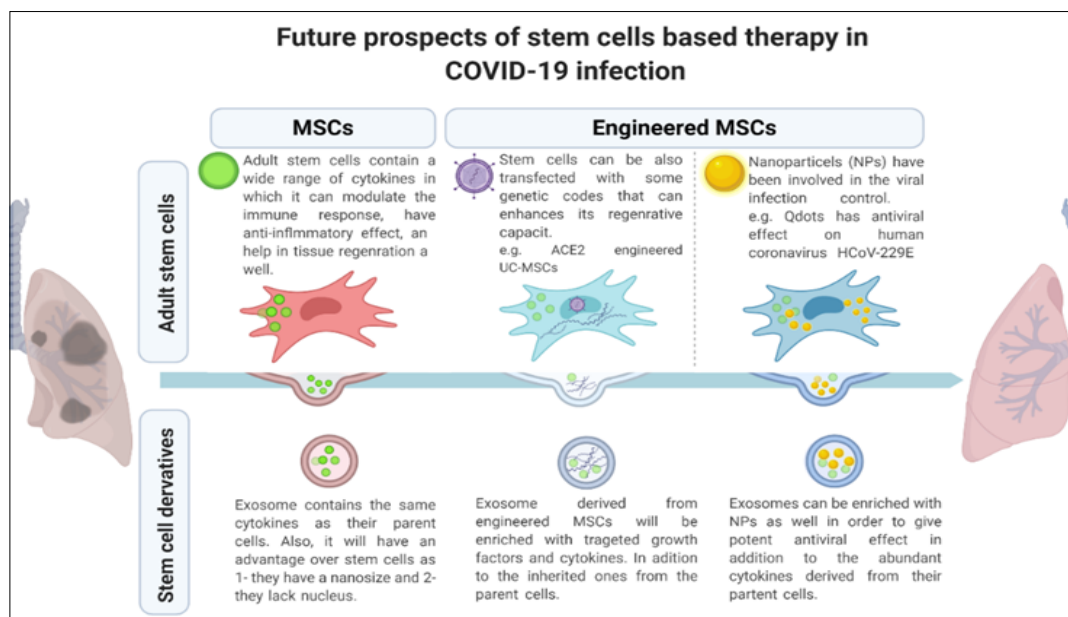 Future prospects of stem cells based therapy in
COVID-19 infection
MSCs
Engineered MSCs
Adult stem cells
Adult stem cells contain a
wide range of cytokines in
which it can modulate the
immune response, have
anti-inflmmatory effect, an
help in tissue regenration a
well.
Stem cells can be also
transfected with some
genetic codes that can
enhances its regenrative
capacit.
e.g. ACE2 engineered
UC-MSCs
Nanoparticels (NPs) have
been involved in the viral
infection control.
e.g. Qdots has antiviral
effect on human
coronavirus HCoV-229E
Stem cell dervatives
Exosome contains the same
cytokines as their parent
cells. Also, it will have an
advantage over stem cells as
1- they have a nanosize and 2-
they lack nucleus.
Exosome derived from
engineered MSCs will be
enriched with trageted growth
factors and cytokines. In adition
to the inherited ones from the
parent cells.
Exosomes can be enriched with
NPs as well in order to give
potent antiviral effect in
addition to the abundant
cytokines derived from their
partent cells.